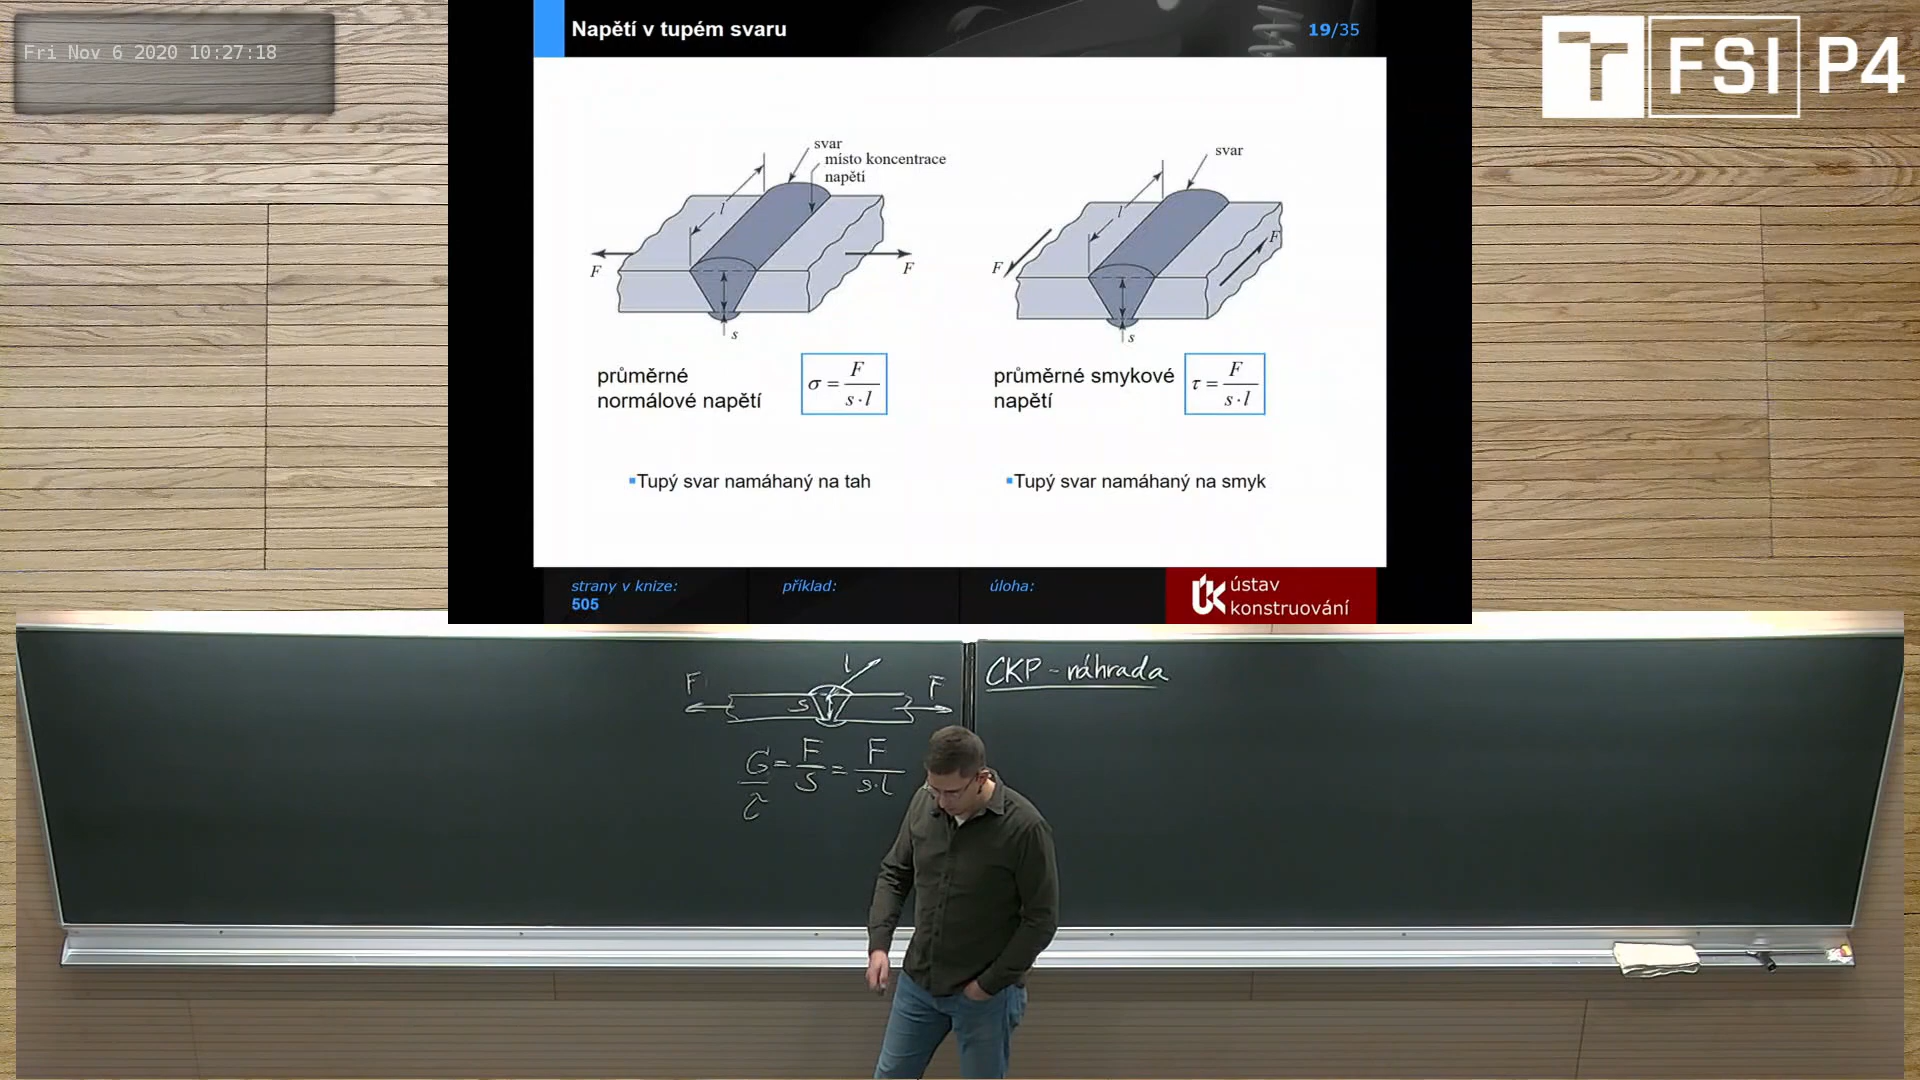 Fri Nov 6 2020 10:27:18
Napětí v tupém svaru
19/35
FSI P4
svar
místo koncentrace
napětí
l
F
F
s
svar
l
F
F
s
průměrné
normálové napětí
σ = F / s·l
průměrné smykové
napětí
τ = F / s·l
Tupý svar namáhaný na tah
Tupý svar namáhaný na smyk
strany v knize:
505
příklad:
úloha:
ústav
konstruování
F
l
F
s
σ = F / S = F / s·l
τ
CKP - náhrada